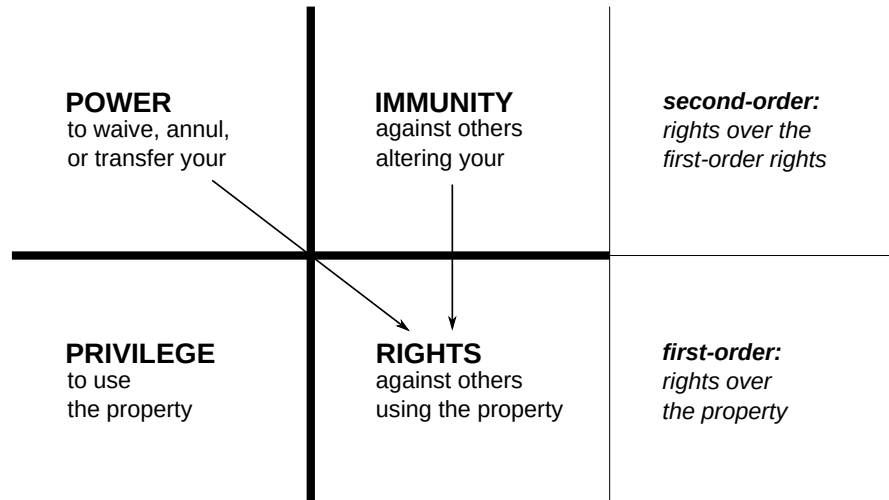 POWER
to waive, annul,
or transfer your
IMMUNITY
against others
altering your
second-order:
rights over the
first-order rights
PRIVILEGE
to use
the property
RIGHTS
against others
using the property
first-order:
rights over
the property